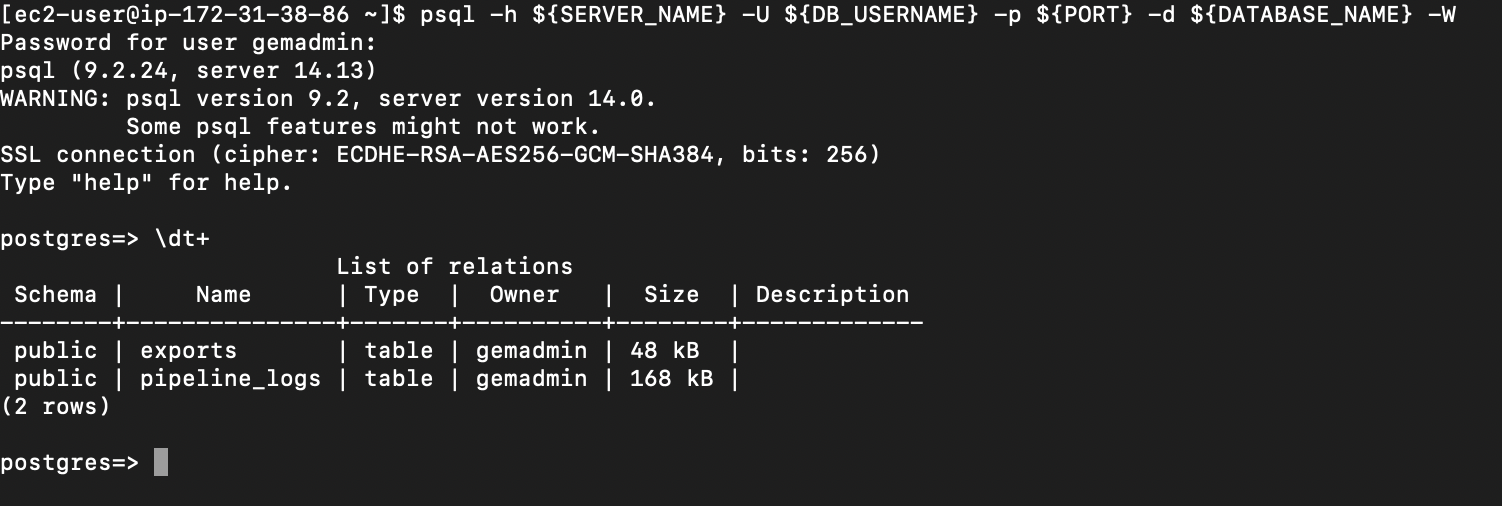 [ec2-user@ip-172-31-38-86 ~]$ psql -h ${SERVER_NAME} -U ${DB_USERNAME} -p ${PORT} -d ${DATABASE_NAME} -W
Password for user gemadmin:
psql (9.2.24, server 14.13)
WARNING: psql version 9.2, server version 14.0.
         Some psql features might not work.
SSL connection (cipher: ECDHE-RSA-AES256-GCM-SHA384, bits: 256)
Type "help" for help.

postgres=> \dt+
                        List of relations
 Schema |     Name      | Type  |  Owner   |  Size  | Description
--------+---------------+-------+----------+--------+-------------
 public | exports       | table | gemadmin | 48 kB  |
 public | pipeline_logs | table | gemadmin | 168 kB |
(2 rows)

postgres=>